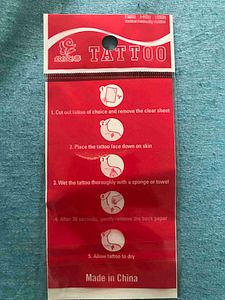 TATTOO
1. Cut out tattoo of choice and remove the clear sheet
2. Place the tattoo face down on skin
3. Wet the tattoo thoroughly with a sponge or towel
4. After 30 seconds, gently remove the back paper
5. Allow tattoo to dry
Made in China